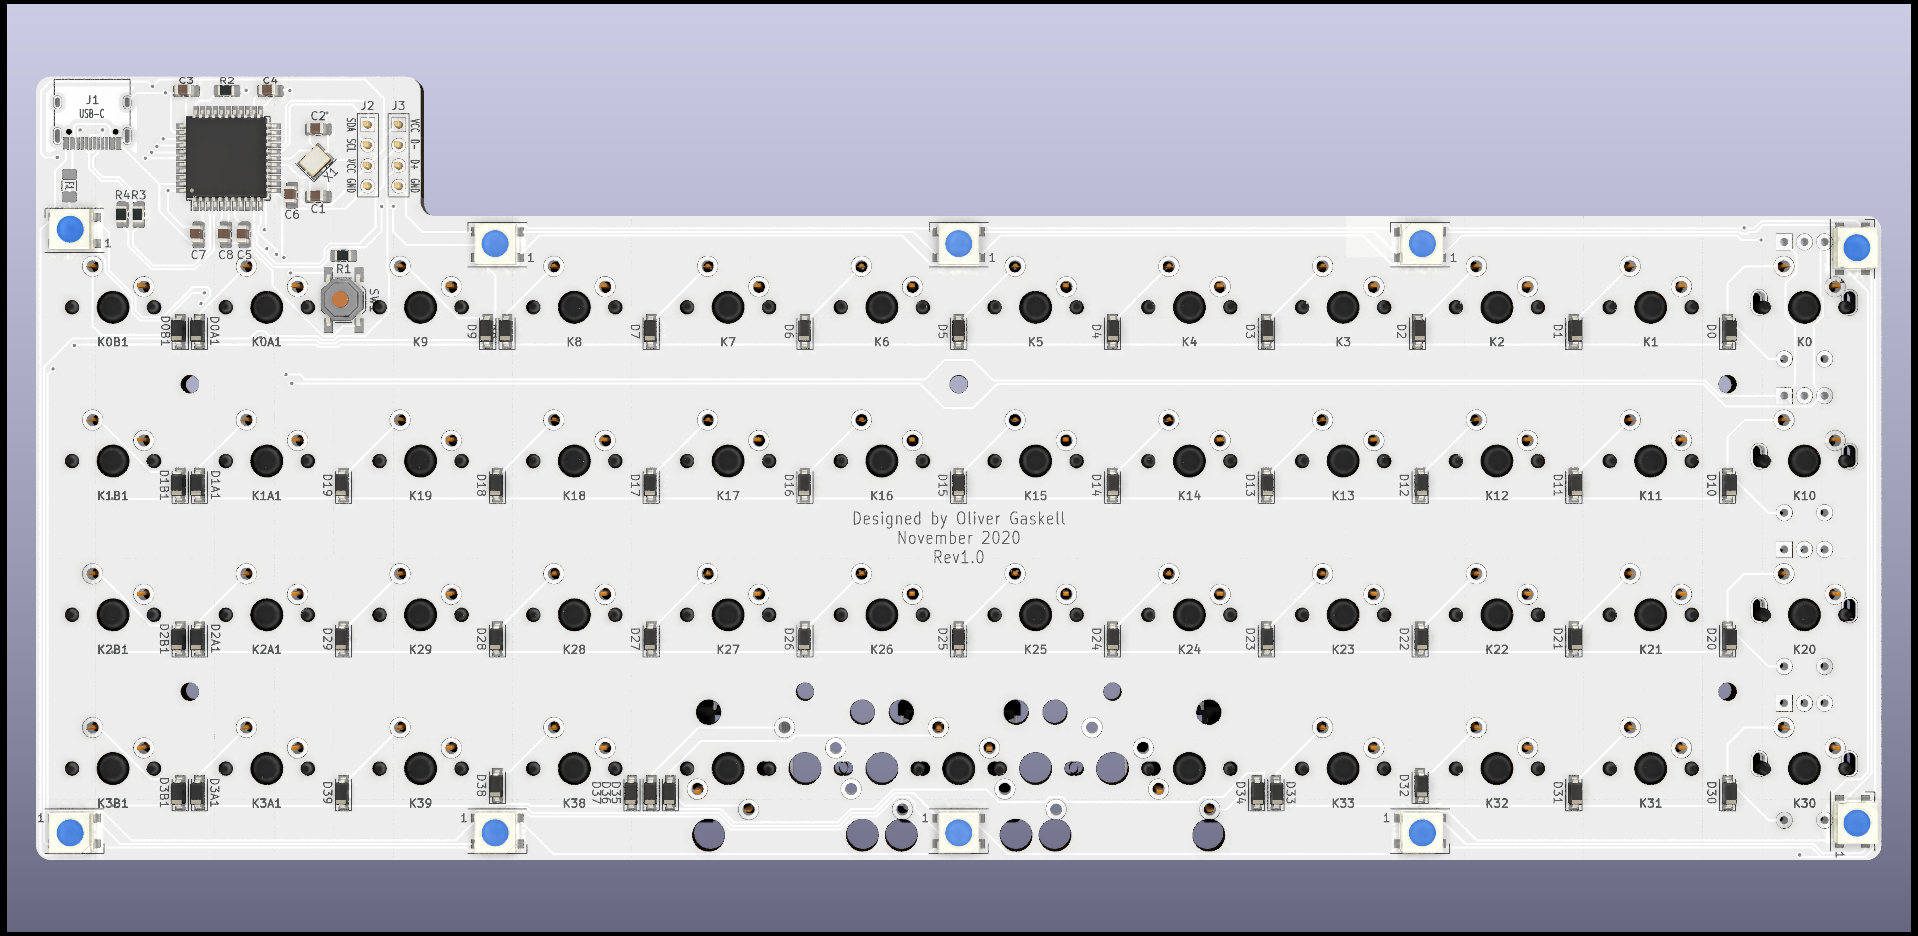 C3 R2 C4
J1
USB-C
C2
J2 J3
SDA SCL VCC GND
VCC D- D+ GND
X1
F1
R4 R3
C6 C1
C7 C8 C5
1
R1
1
1
1
D0B1 D0A1 D9 D7 D6 D5 D4 D3 D2 D1 D0
K0B1 K0A1 K9 K8 K7 K6 K5 K4 K3 K2 K1 K0
D1B1 D1A1 D19 D18 D17 D16 D15 D14 D13 D12 D11 D10
K1B1 K1A1 K19 K18 K17 K16 K15 K14 K13 K12 K11 K10
Designed by Oliver Gaskell
November 2020
Rev1.0
D2B1 D2A1 D29 D28 D27 D26 D25 D24 D23 D22 D21 D20
K2B1 K2A1 K29 K28 K27 K26 K25 K24 K23 K22 K21 K20
D3B1 D3A1 D39 D38 D37 D36 D35 D34 D33 D32 D31 D30
K3B1 K3A1 K39 K38 K33 K32 K31 K30
1 1 1 1
1